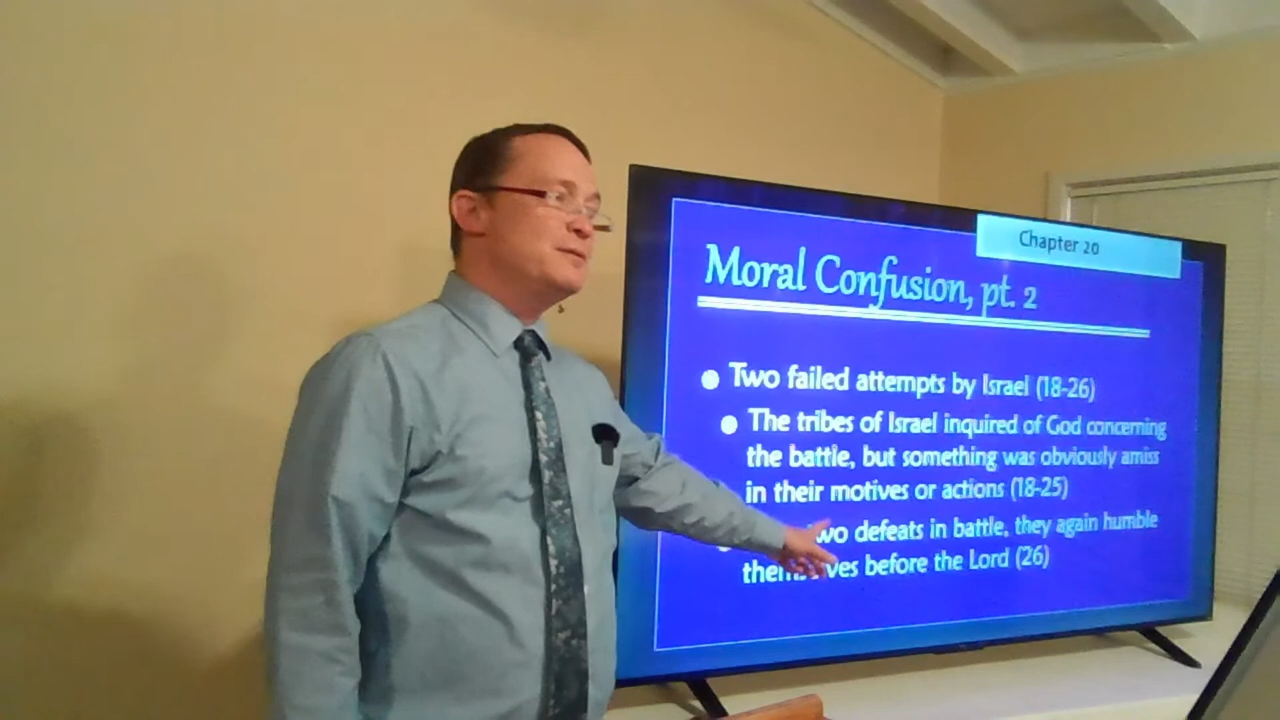 Chapter 20
Moral Confusion, pt. 2
Two failed attempts by Israel (18-26)
The tribes of Israel inquired of God concerning
the battle, but something was obviously amiss
in their motives or actions (18-25)
two defeats in battle, they again humble
themselves before the Lord (26)